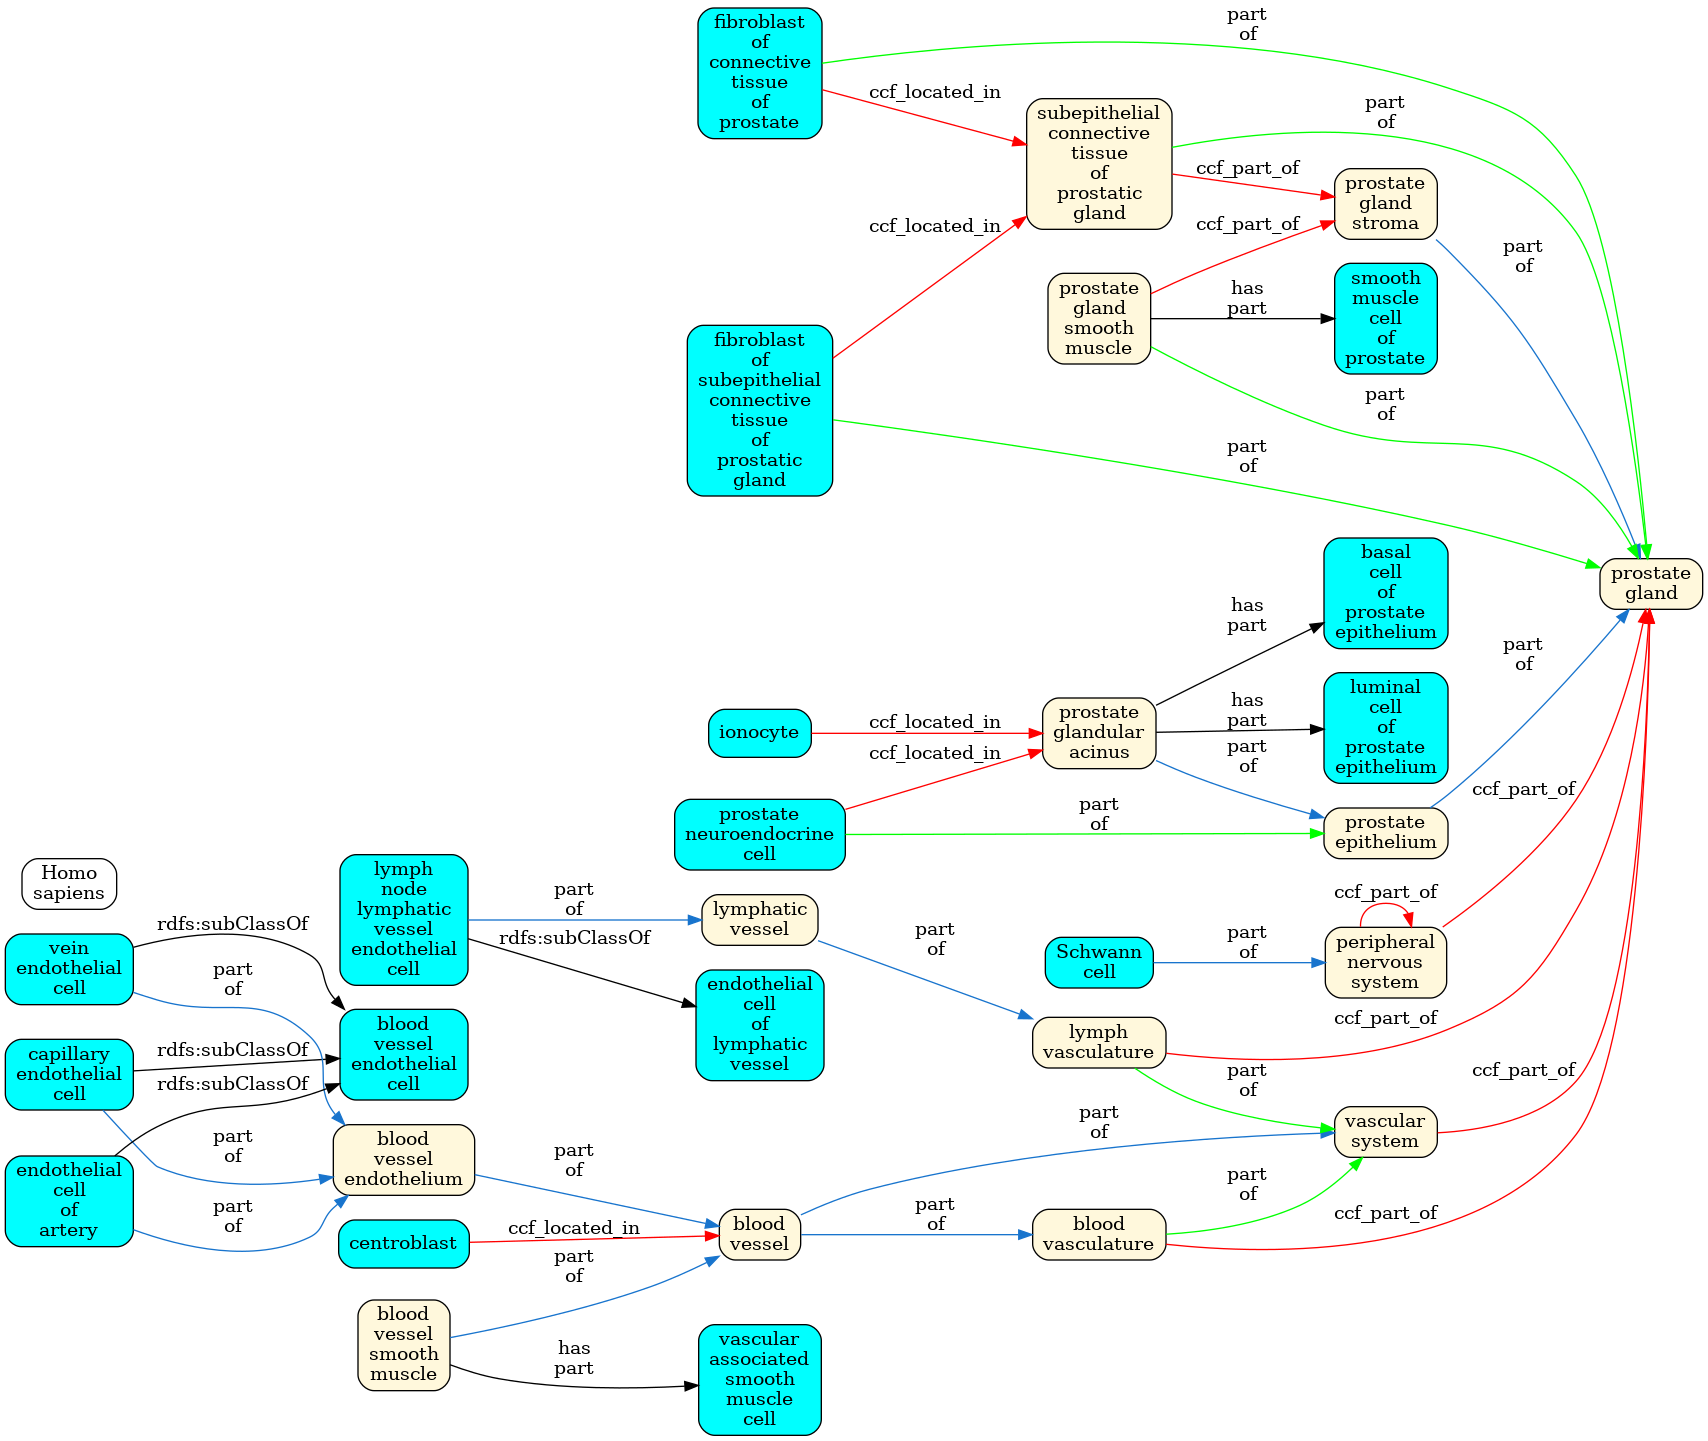 fibroblast
of
connective
tissue
of
prostate
part
of
ccf_located_in
subepithelial
connective
tissue
of
prostatic
gland
part
of
ccf_part_of
prostate
gland
stroma
part
of
ccf_located_in
ccf_part_of
prostate
gland
smooth
muscle
has
part
smooth
muscle
cell
of
prostate
part
of
fibroblast
of
subepithelial
connective
tissue
of
prostatic
gland
part
of
prostate
gland
basal
cell
of
prostate
epithelium
has
part
part
of
ionocyte
ccf_located_in
prostate
glandular
acinus
has
part
luminal
cell
of
prostate
epithelium
ccf_located_in
part
of
prostate
neuroendocrine
cell
part
of
prostate
epithelium
ccf_part_of
Homo
sapiens
lymph
node
lymphatic
vessel
endothelial
cell
part
of
lymphatic
vessel
rdfs:subClassOf
ccf_part_of
vein
endothelial
cell
rdfs:subClassOf
part
of
part
of
Schwann
cell
part
of
peripheral
nervous
system
endothelial
cell
of
lymphatic
vessel
blood
vessel
endothelial
cell
lymph
vasculature
ccf_part_of
capillary
endothelial
cell
rdfs:subClassOf
rdfs:subClassOf
part
of
ccf_part_of
part
of
vascular
system
endothelial
cell
of
artery
part
of
blood
vessel
endothelium
part
of
part
of
part
of
centroblast
ccf_located_in
blood
vessel
part
of
blood
vasculature
ccf_part_of
part
of
blood
vessel
smooth
muscle
has
part
vascular
associated
smooth
muscle
cell